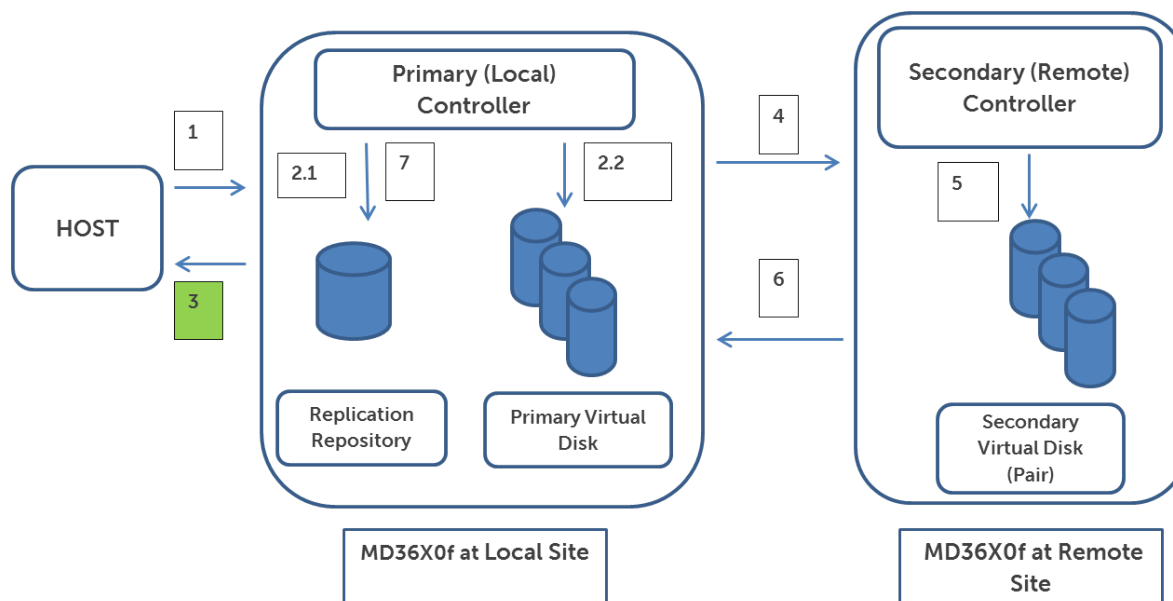 Primary (Local)
Controller
Secondary (Remote)
Controller
1
2.1
7
2.2
4
5
HOST
3
6
Replication
Repository
Primary Virtual
Disk
Secondary
Virtual Disk
(Pair)
MD36X0f at Local Site
MD36X0f at Remote
Site